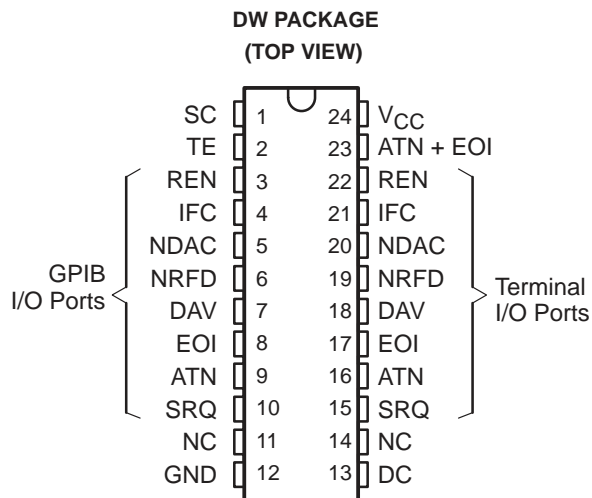 DW PACKAGE
(TOP VIEW)
SC 1 24 VCC
TE 2 23 ATN + EOI
REN 3 22 REN
IFC 4 21 IFC
NDAC 5 20 NDAC
GPIB
I/O Ports
NRFD 6 19 NRFD
Terminal
I/O Ports
DAV 7 18 DAV
EOI 8 17 EOI
ATN 9 16 ATN
SRQ 10 15 SRQ
NC 11 14 NC
GND 12 13 DC